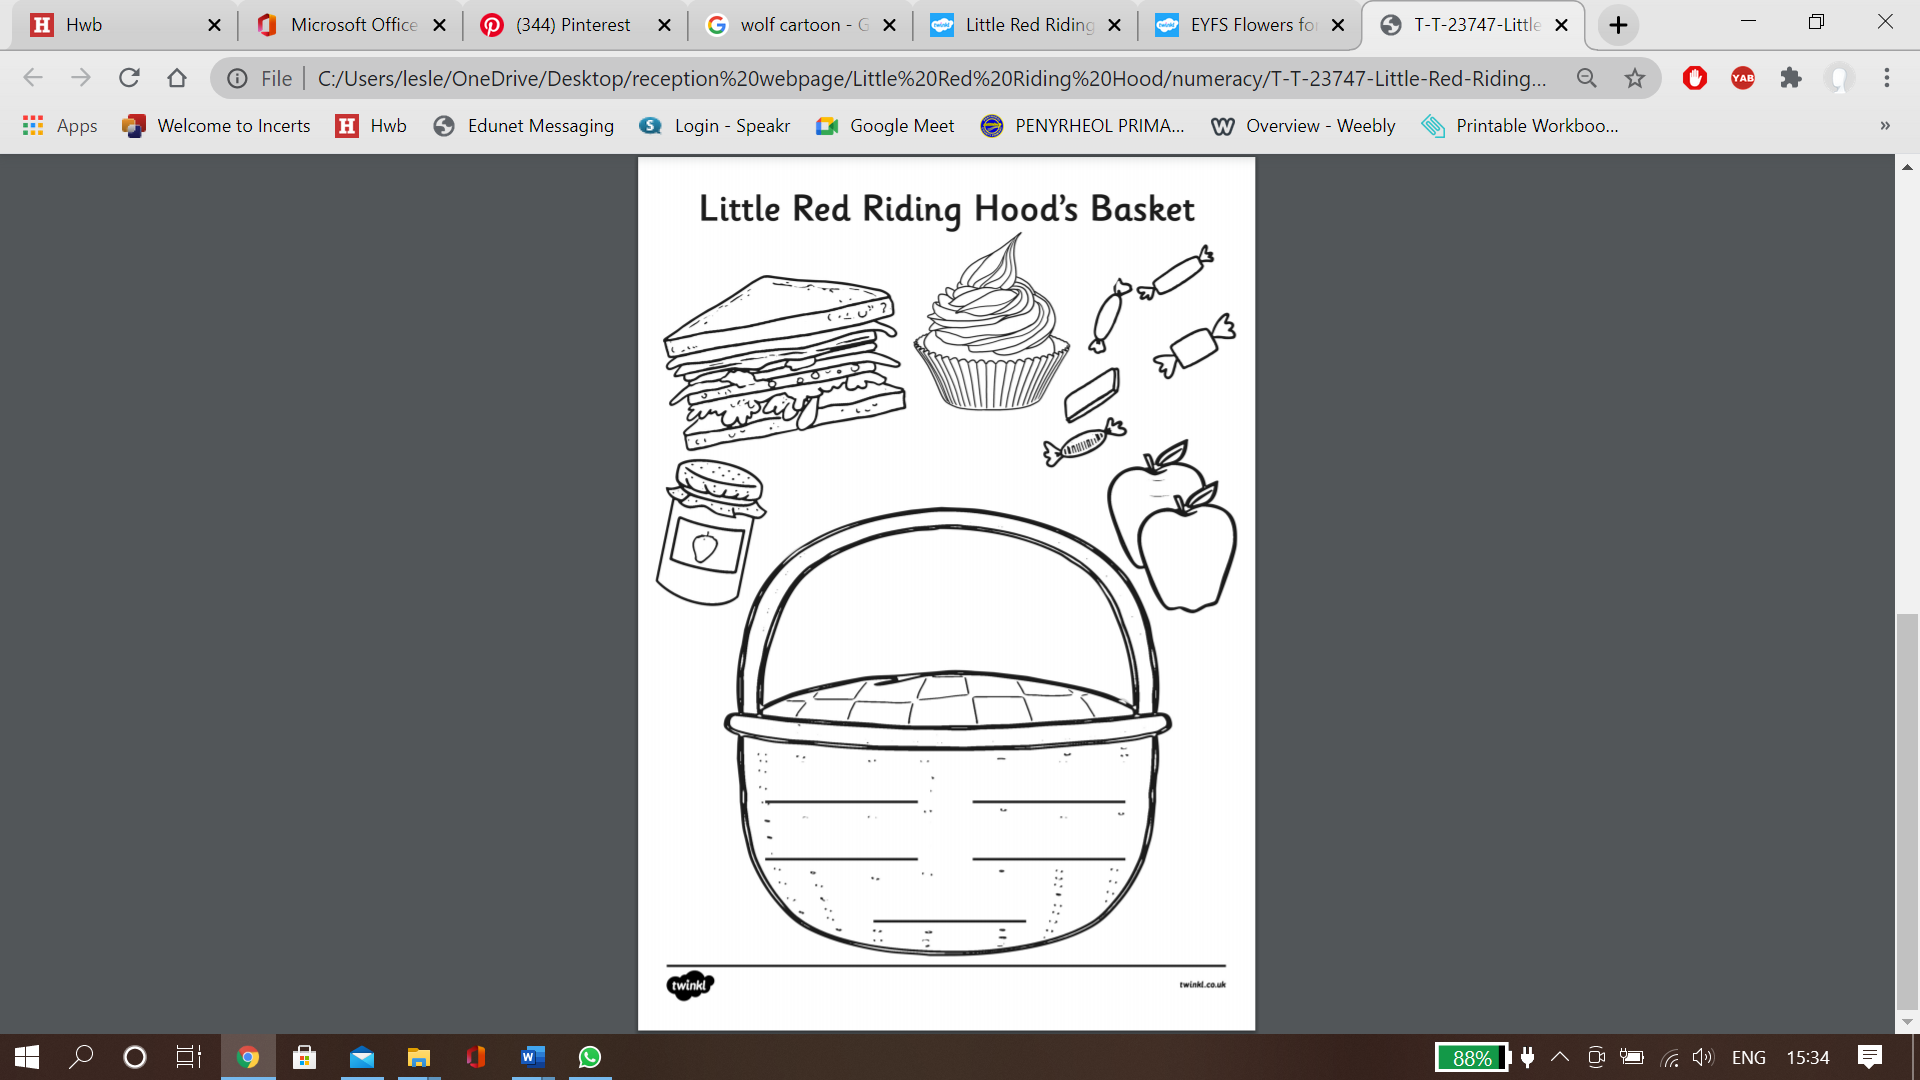 Hwb
Microsoft Office
(344) Pinterest
wolf cartoon - G
Little Red Riding
EYFS Flowers fo
T-T-23747-Little
File
C:/Users/lesle/OneDrive/Desktop/reception%20webpage/Little%20Red%20Riding%20Hood/numeracy/T-T-23747-Little-Red-Riding...
YAB
Apps
Welcome to Incerts
Hwb
Edunet Messaging
Login - Speakr
Google Meet
PENYRHEOL PRIMA...
Overview - Weebly
Printable Workboo...
»
Little Red Riding Hood's Basket
twinkl
twinkl.co.uk
88%
ENG
15:34